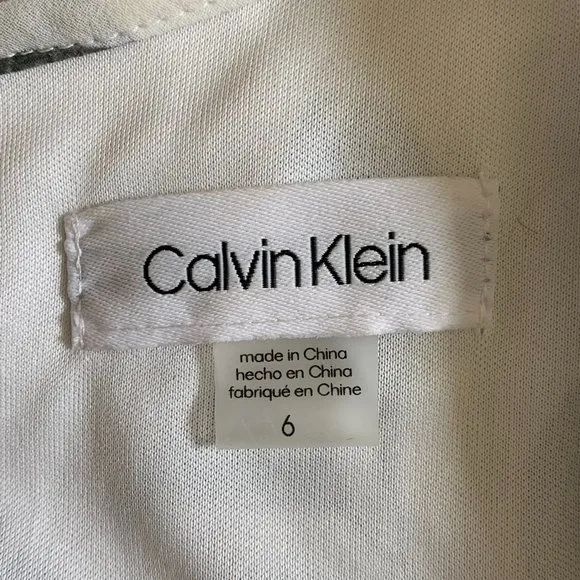 Calvin Klein
made in China
hecho en China
fabriqué en Chine
6